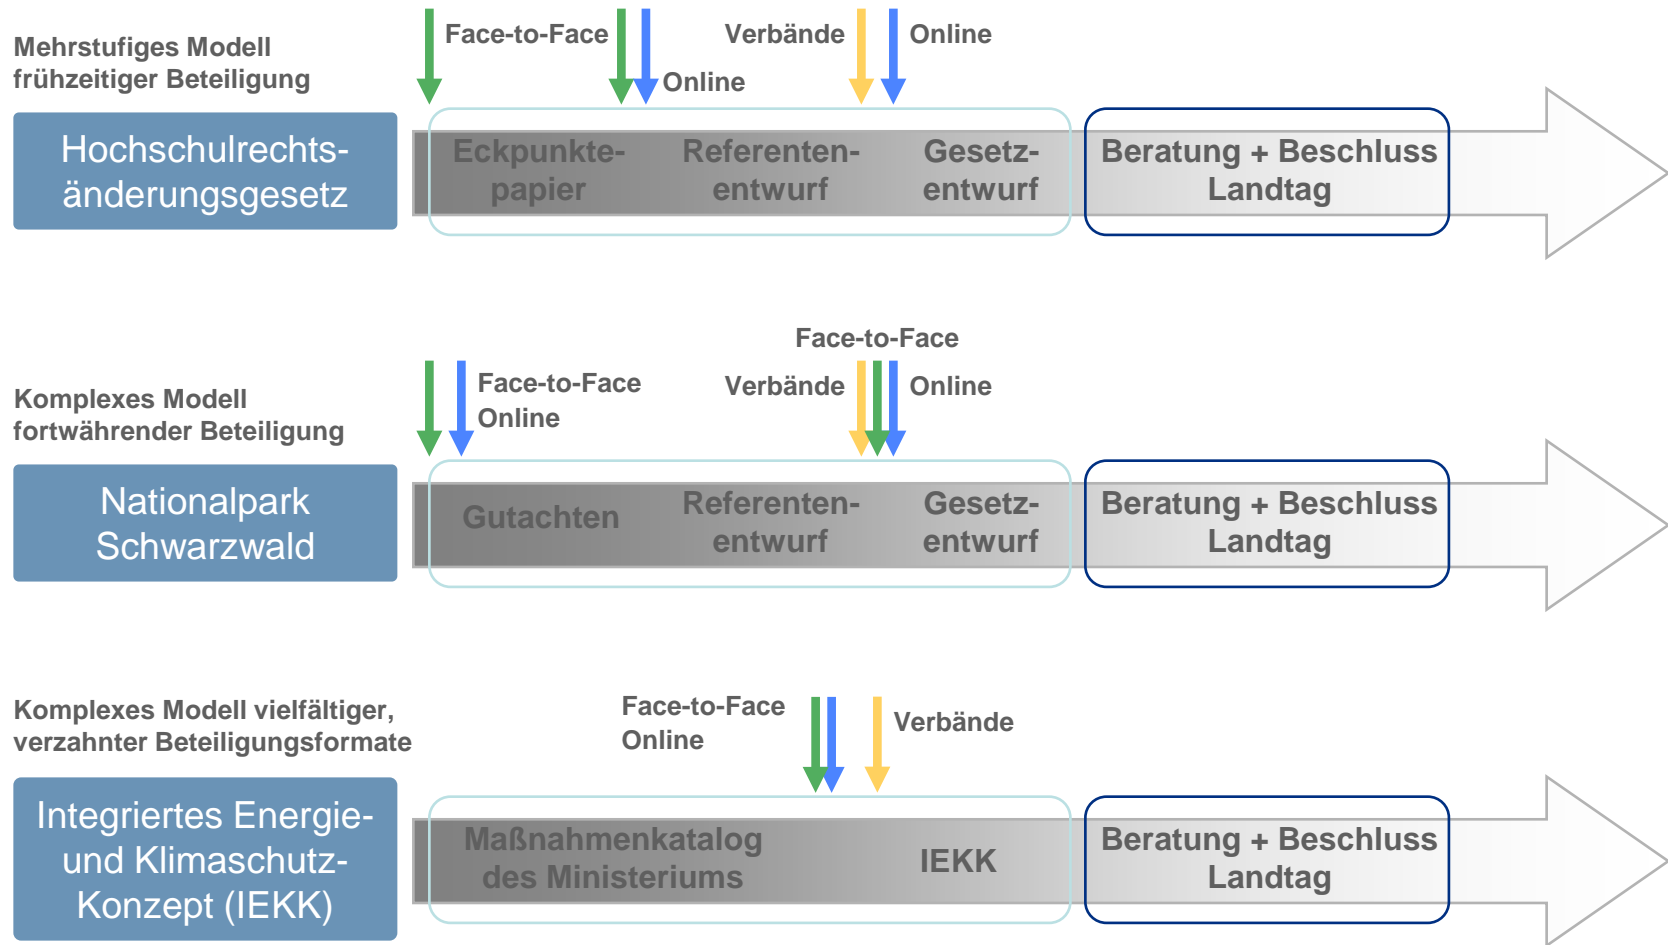 Mehrstufiges Modell
frühzeitiger Beteiligung
Face-to-Face
Online
Verbände
Online
Hochschulrechts-
änderungsgesetz
Eckpunkte-
papier
Referenten-
entwurf
Gesetz-
entwurf
Beratung + Beschluss
Landtag
Komplexes Modell
fortwährender Beteiligung
Face-to-Face
Online
Face-to-Face
Verbände
Online
Nationalpark
Schwarzwald
Gutachten
Referenten-
entwurf
Gesetz-
entwurf
Beratung + Beschluss
Landtag
Komplexes Modell vielfältiger,
verzahnter Beteiligungsformate
Face-to-Face
Online
Verbände
Integriertes Energie-
und Klimaschutz-
Konzept (IEKK)
Maßnahmenkatalog
des Ministeriums
IEKK
Beratung + Beschluss
Landtag